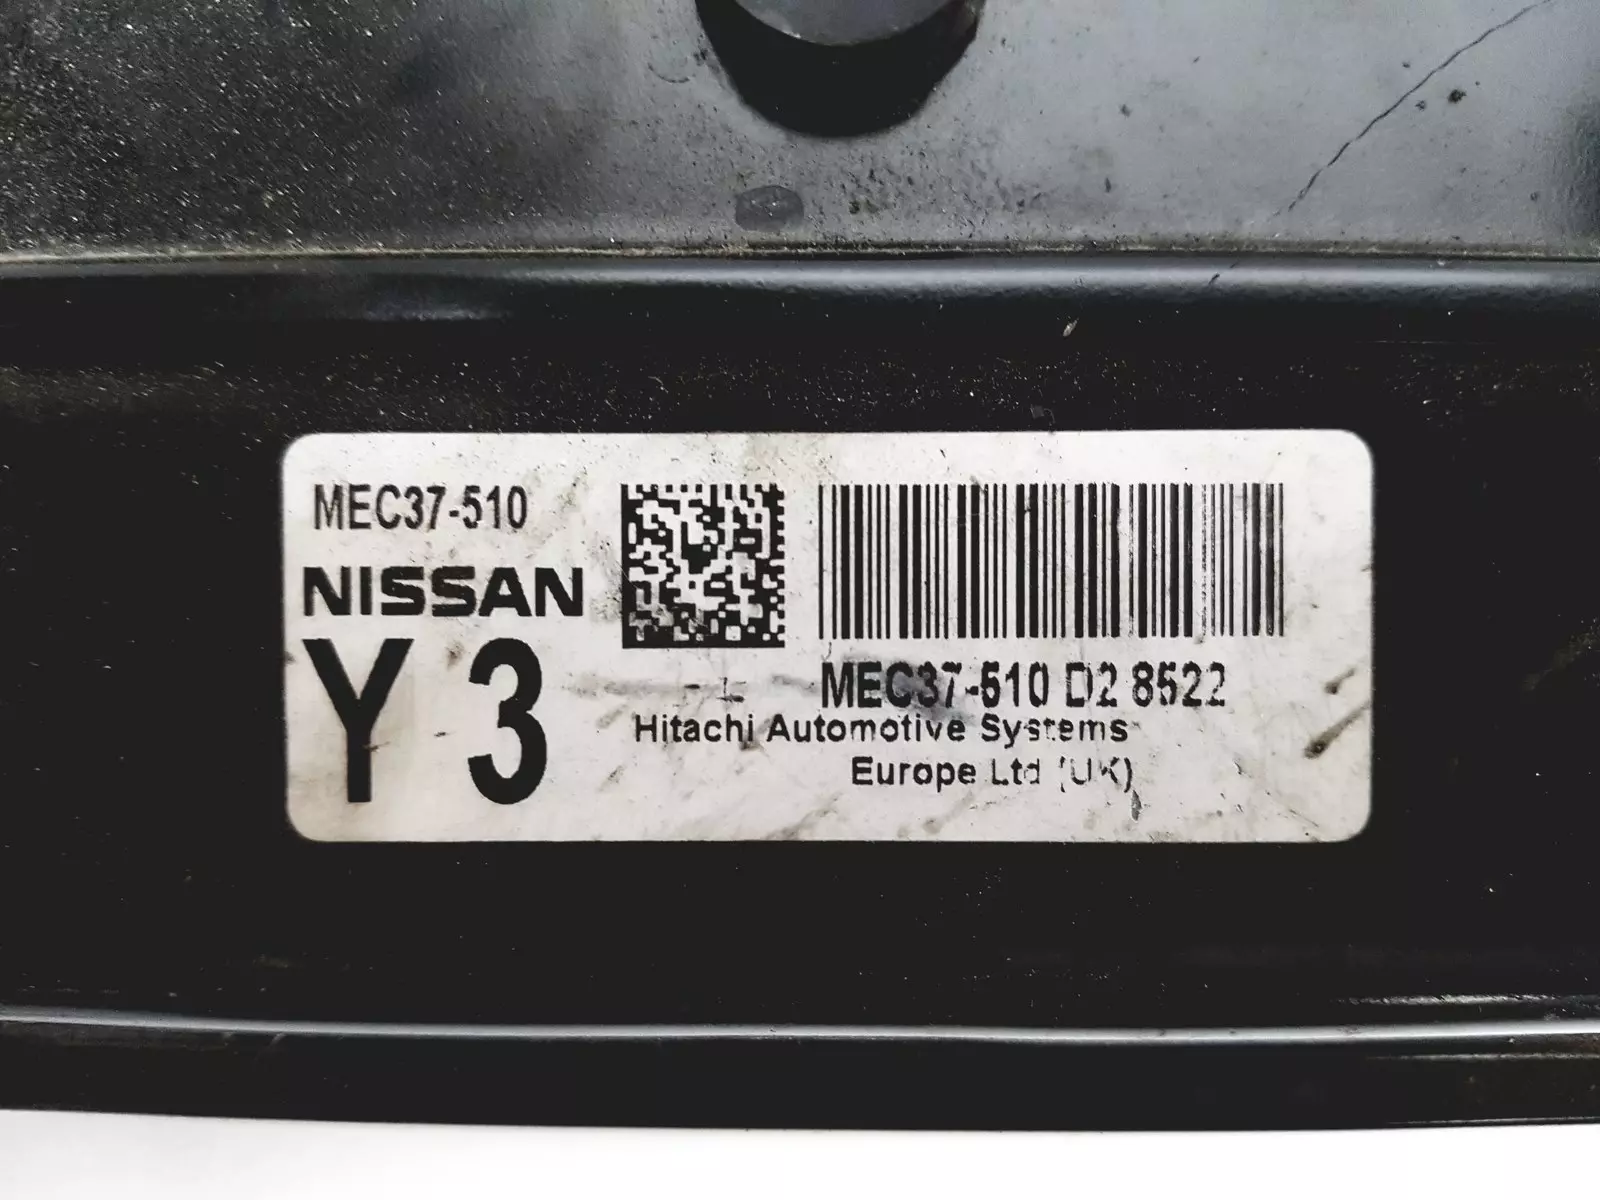 MEC37-510
NISSAN
Y 3
MEC37-510 D2 8522
Hitachi Automotive Systems
Europe Ltd (UK)